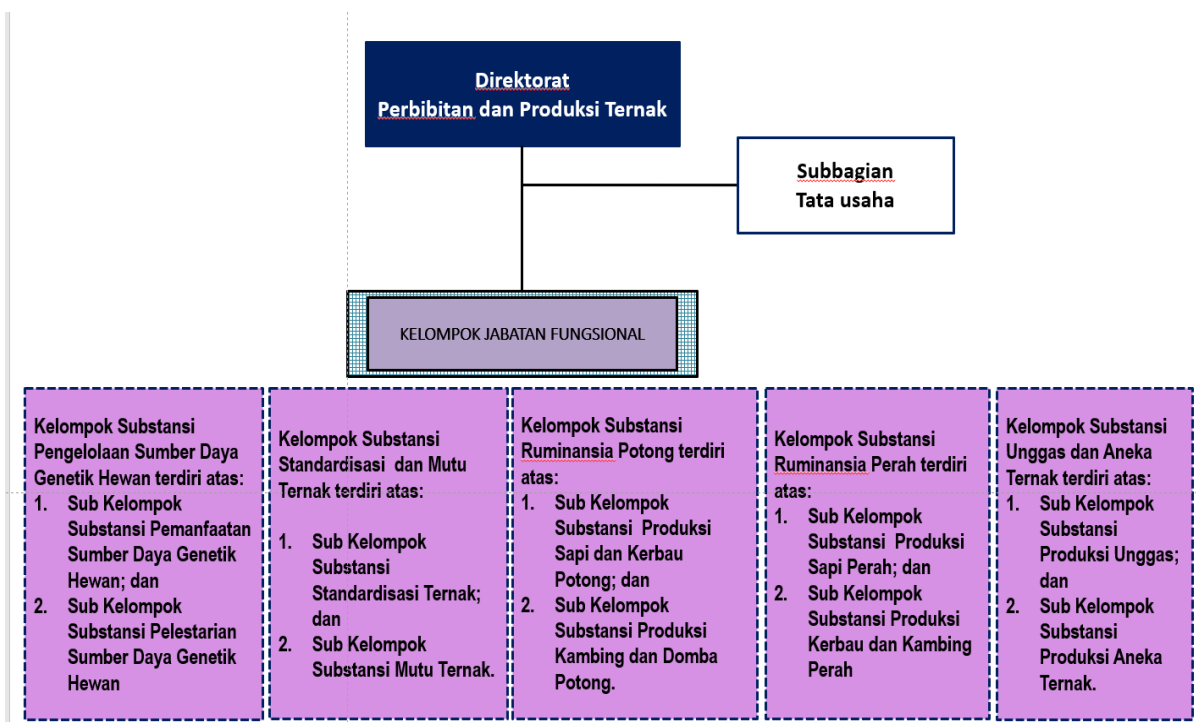 Direktorat
Perbibitan dan Produksi Ternak
Subbagian
Tata usaha
KELOMPOK JABATAN FUNGSIONAL
Kelompok Substansi
Pengelolaan Sumber Daya
Genetik Hewan terdiri atas:
1. Sub Kelompok
Substansi Pemanfaatan
Sumber Daya Genetik
Hewan; dan
2. Sub Kelompok
Substansi Pelestarian
Sumber Daya Genetik
Hewan
Kelompok Substansi
Standardisasi dan Mutu
Ternak terdiri atas:
1. Sub Kelompok
Substansi
Standardisasi Ternak;
dan
2. Sub Kelompok
Substansi Mutu Ternak.
Kelompok Substansi
Ruminansia Potong terdiri
atas:
1. Sub Kelompok
Substansi Produksi
Sapi dan Kerbau
Potong; dan
2. Sub Kelompok
Substansi Produksi
Kambing dan Domba
Potong.
Kelompok Substansi
Ruminansia Perah terdiri
atas:
1. Sub Kelompok
Substansi Produksi
Sapi Perah; dan
2. Sub Kelompok
Substansi Produksi
Kerbau dan Kambing
Perah
Kelompok Substansi
Unggas dan Aneka
Ternak terdiri atas:
1. Sub Kelompok
Substansi
Produksi Unggas;
dan
2. Sub Kelompok
Substansi
Produksi Aneka
Ternak.